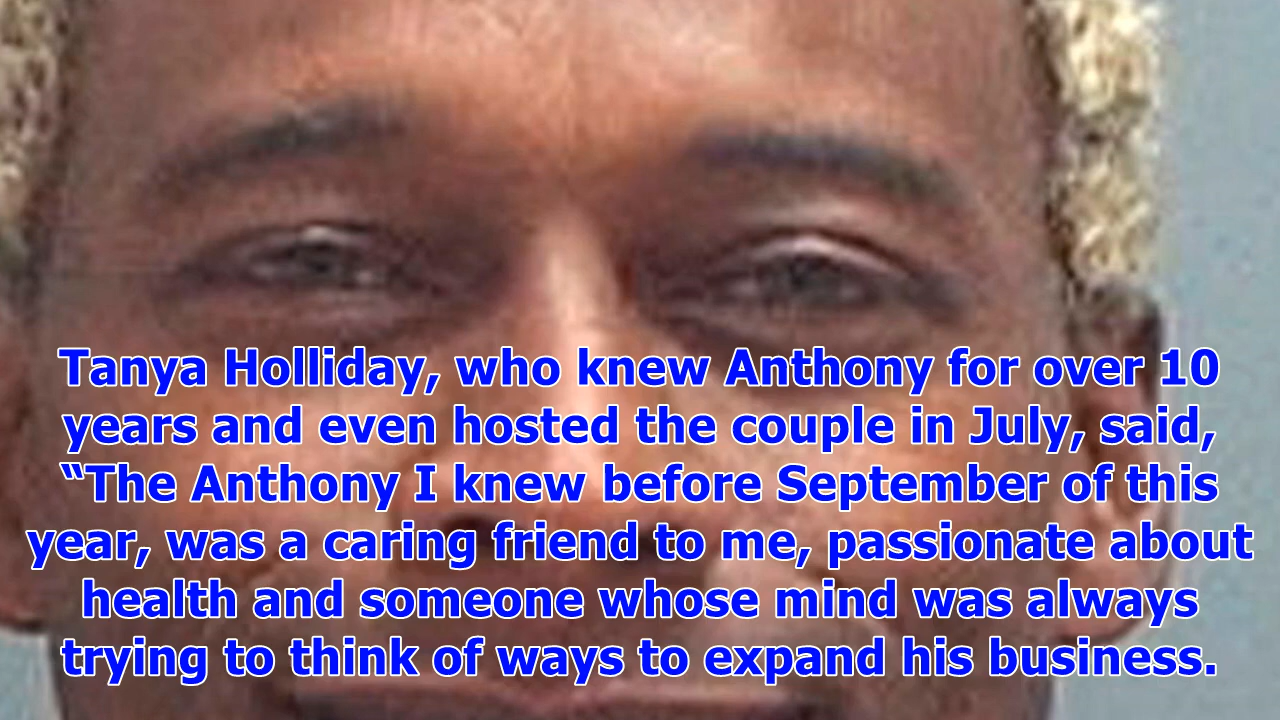 Tanya Holliday, who knew Anthony for over 10
years and even hosted the couple in July, said,
“The Anthony I knew before September of this
year, was a caring friend to me, passionate about
health and someone whose mind was always
trying to think of ways to expand his business.